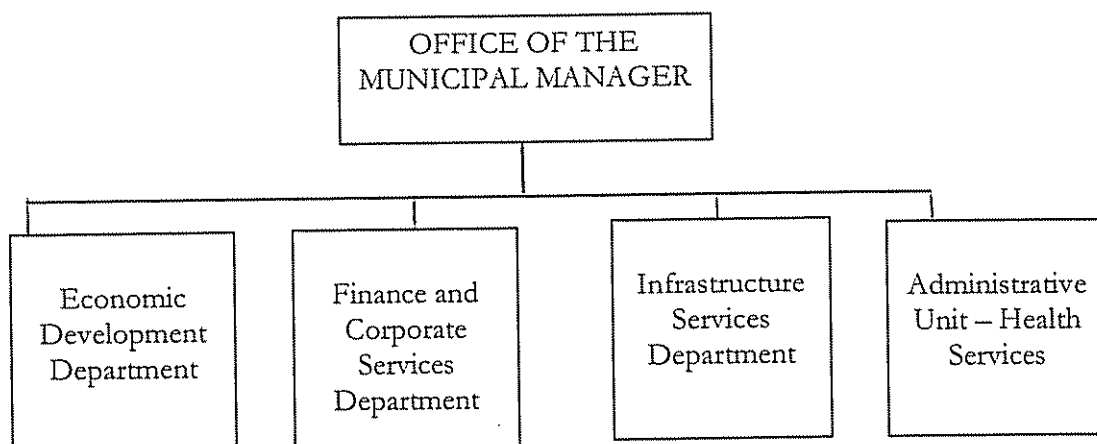 OFFICE OF THE
MUNICIPAL MANAGER
Economic
Development
Department
Finance and
Corporate
Services
Department
Infrastructure
Services
Department
Administrative
Unit – Health
Services